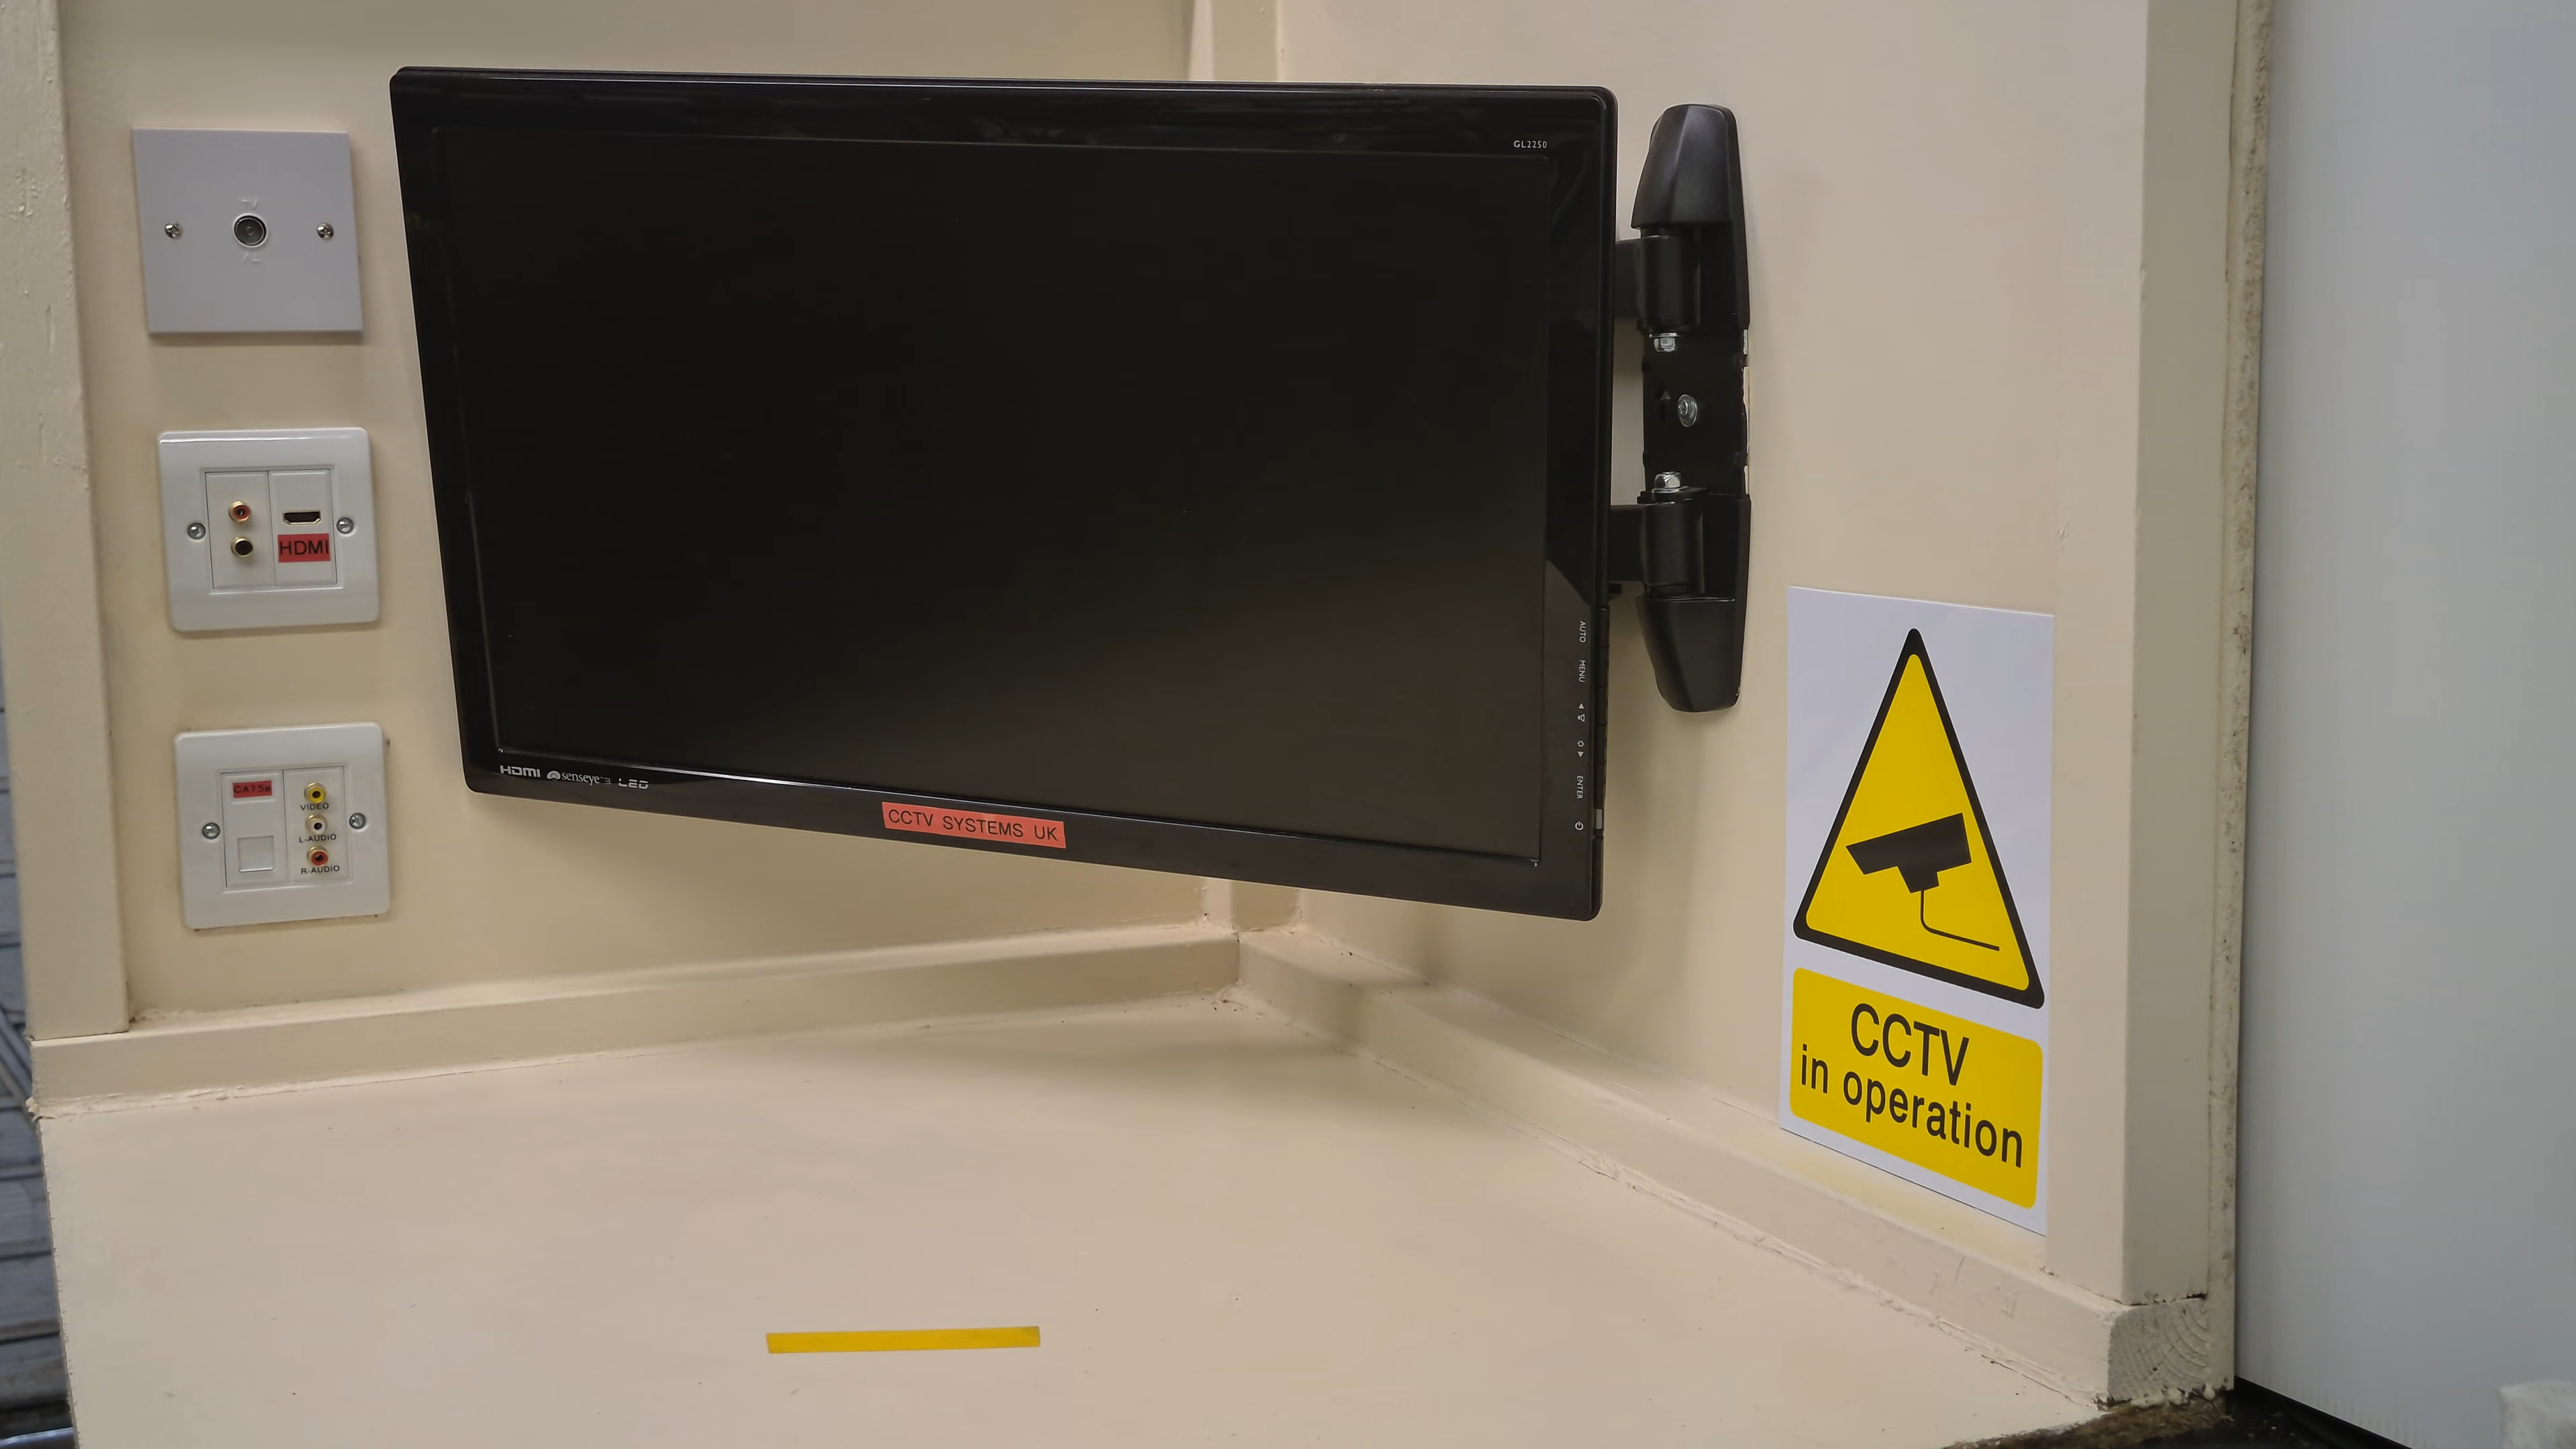 TV
HDMI
CAT5e
VIDEO
L-AUDIO
R-AUDIO
GL2250
AUTO
MENU
ENTER
HDMI senseye 3 LED
CCTV SYSTEMS UK
CCTV
in operation